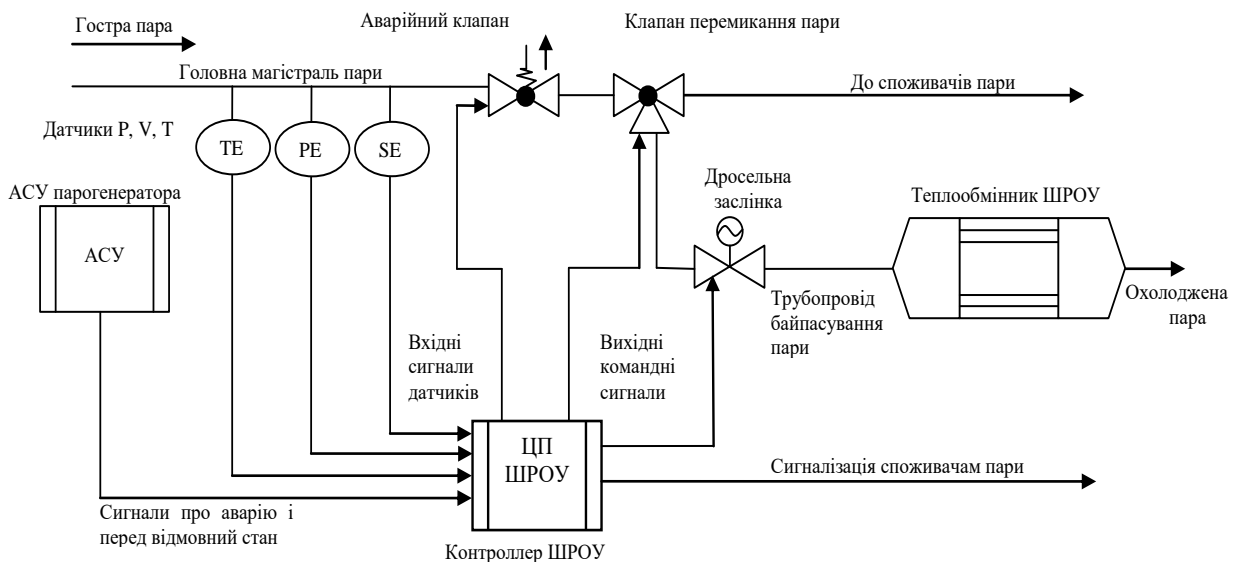 Гостра пара
Аварійний клапан
Клапан перемикання пари
Головна магістраль пари
До споживачів пари
Датчики P, V, T
TE
PE
SE
АСУ парогенератора
АСУ
Дросельна
заслінка
Теплообмінник ШРОУ
Трубопровід
байпасування
пари
Охолоджена
пара
Вхідні
сигнали
датчиків
Вихідні
командні
сигнали
ЦП
ШРОУ
Сигналізація споживачам пари
Сигнали про аварію і
перед відмовний стан
Контроллер ШРОУ